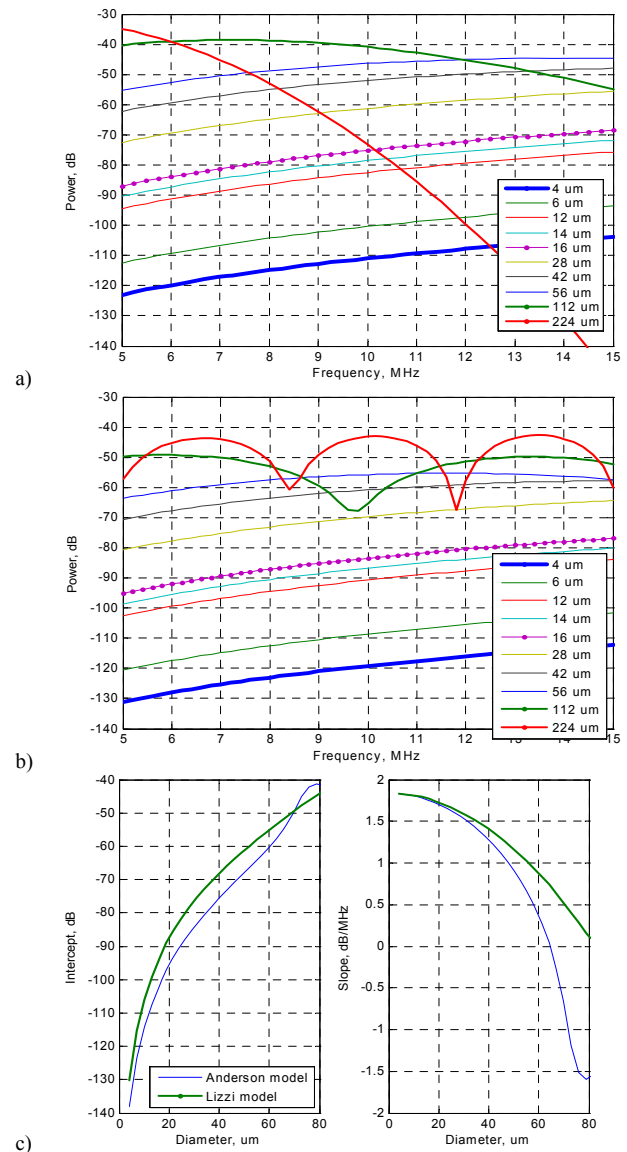 -30
-40
-50
-60
-70
-80
-90
-100
-110
-120
-130
-140
Power, dB
4 um
6 um
12 um
14 um
16 um
28 um
42 um
56 um
112 um
224 um
5 6 7 8 9 10 11 12 13 14 15
Frequency, MHz
a)
-30
-40
-50
-60
-70
-80
-90
-100
-110
-120
-130
-140
Power, dB
4 um
6 um
12 um
14 um
16 um
28 um
42 um
56 um
112 um
224 um
5 6 7 8 9 10 11 12 13 14 15
Frequency, MHz
b)
-40
-50
-60
-70
-80
-90
-100
-110
-120
-130
-140
Intercept, dB
Anderson model
Lizzi model
0 20 40 60 80
Diameter, um
2
1.5
1
0.5
0
-0.5
-1
-1.5
-2
Slope, dB/MHz
0 20 40 60 80
Diameter, um
c)